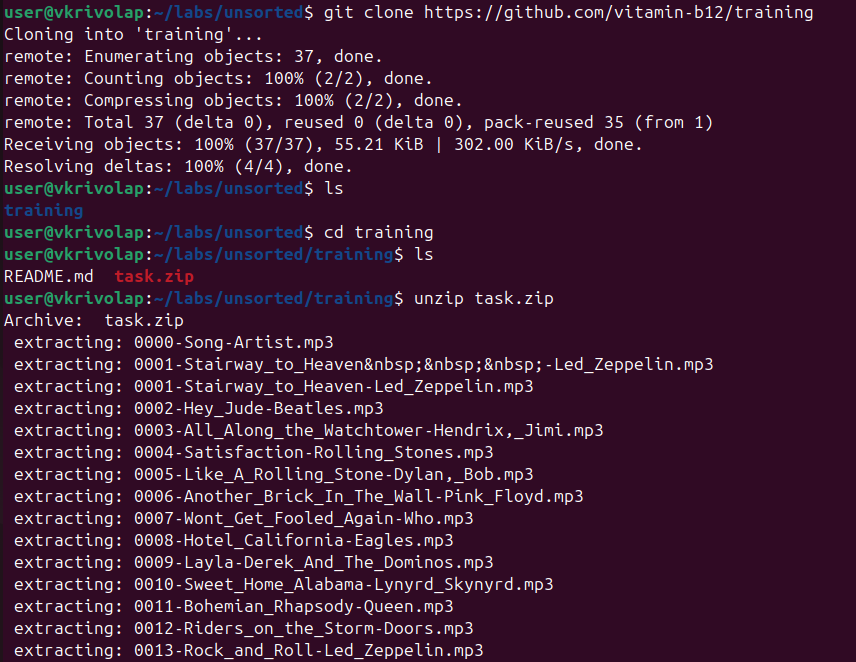 user@vkrivolap:~/labs/unsorted$ git clone https://github.com/vitamin-b12/training
Cloning into 'training'...
remote: Enumerating objects: 37, done.
remote: Counting objects: 100% (2/2), done.
remote: Compressing objects: 100% (2/2), done.
remote: Total 37 (delta 0), reused 0 (delta 0), pack-reused 35 (from 1)
Receiving objects: 100% (37/37), 55.21 KiB | 302.00 KiB/s, done.
Resolving deltas: 100% (4/4), done.
user@vkrivolap:~/labs/unsorted$ ls
training
user@vkrivolap:~/labs/unsorted$ cd training
user@vkrivolap:~/labs/unsorted/training$ ls
README.md  task.zip
user@vkrivolap:~/labs/unsorted/training$ unzip task.zip
Archive:  task.zip
 extracting: 0000-Song-Artist.mp3
 extracting: 0001-Stairway_to_Heaven&nbsp;&nbsp;&nbsp;-Led_Zeppelin.mp3
 extracting: 0001-Stairway_to_Heaven-Led_Zeppelin.mp3
 extracting: 0002-Hey_Jude-Beatles.mp3
 extracting: 0003-All_Along_the_Watchtower-Hendrix,_Jimi.mp3
 extracting: 0004-Satisfaction-Rolling_Stones.mp3
 extracting: 0005-Like_A_Rolling_Stone-Dylan,_Bob.mp3
 extracting: 0006-Another_Brick_In_The_Wall-Pink_Floyd.mp3
 extracting: 0007-Wont_Get_Fooled_Again-Who.mp3
 extracting: 0008-Hotel_California-Eagles.mp3
 extracting: 0009-Layla-Derek_And_The_Dominos.mp3
 extracting: 0010-Sweet_Home_Alabama-Lynyrd_Skynyrd.mp3
 extracting: 0011-Bohemian_Rhapsody-Queen.mp3
 extracting: 0012-Riders_on_the_Storm-Doors.mp3
 extracting: 0013-Rock_and_Roll-Led_Zeppelin.mp3